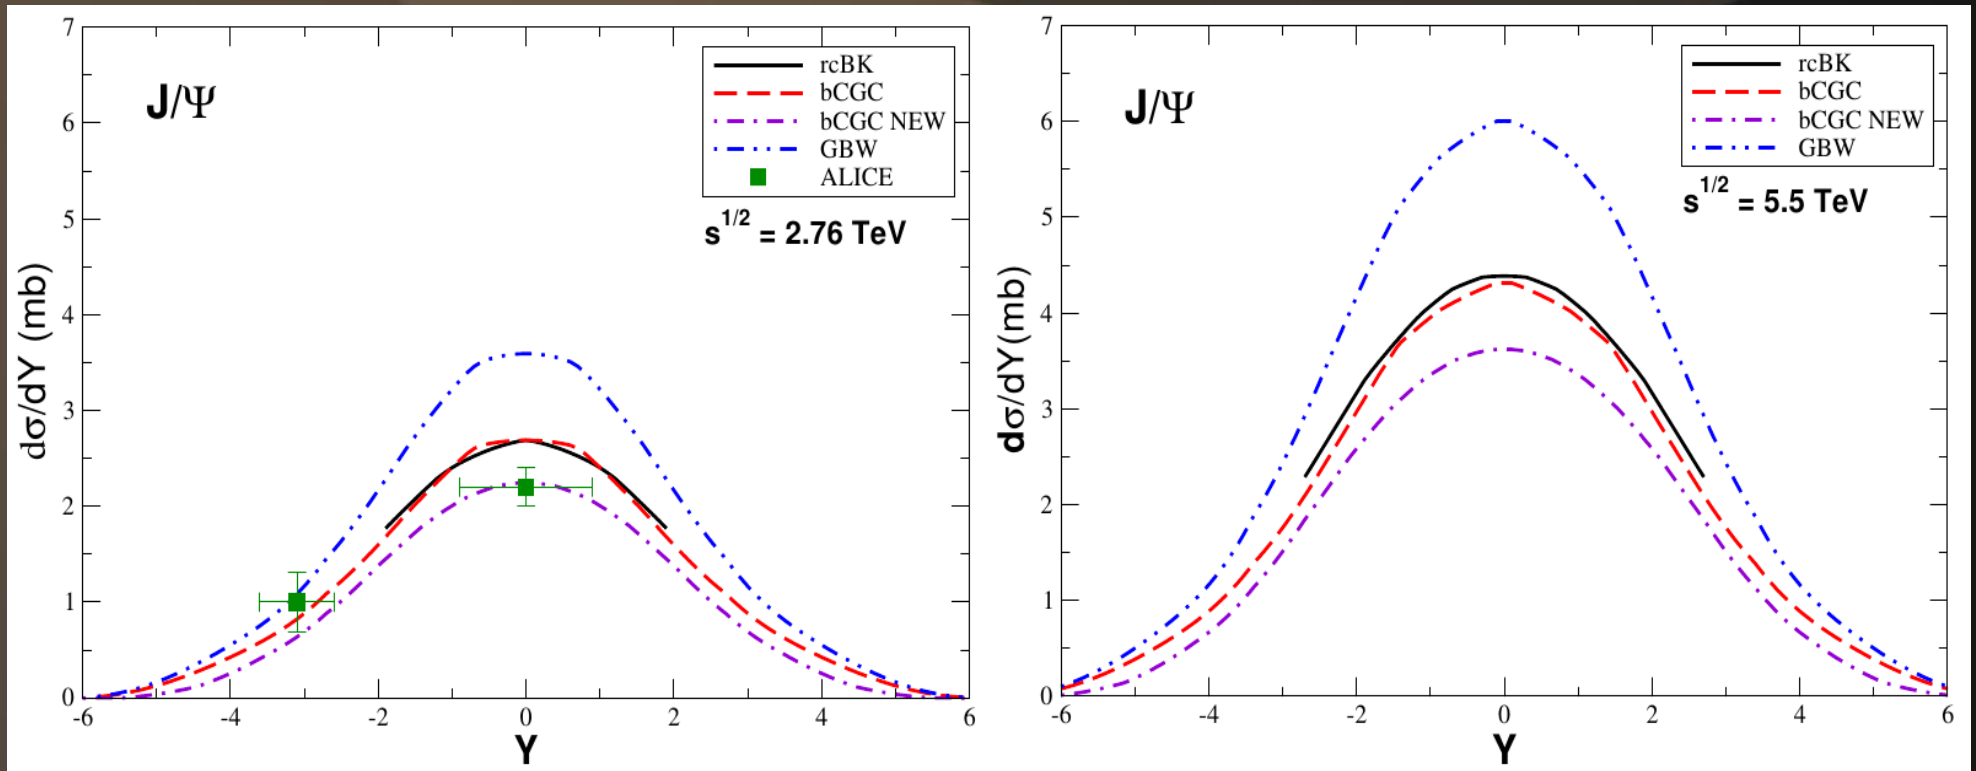 J/Ψ
rcBK
bCGC
bCGC NEW
GBW
ALICE
s^1/2 = 2.76 TeV
dσ/dY (mb)
7
6
5
4
3
2
1
0
-6 -4 -2 0 2 4 6
Y
J/Ψ
rcBK
bCGC
bCGC NEW
GBW
s^1/2 = 5.5 TeV
dσ/dY(mb)
7
6
5
4
3
2
1
0
-6 -4 -2 0 2 4 6
Y